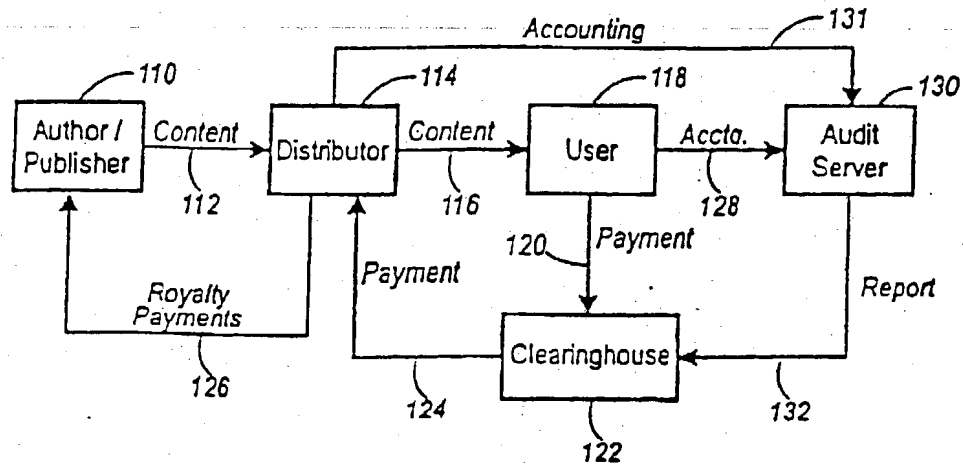 Accounting
131
110
114
118
130
Author /
Publisher
Content
112
Distributor
Content
116
User
Accta.
128
Audit
Server
120
Payment
Payment
Royalty
Payments
126
Report
Clearinghouse
124
132
122